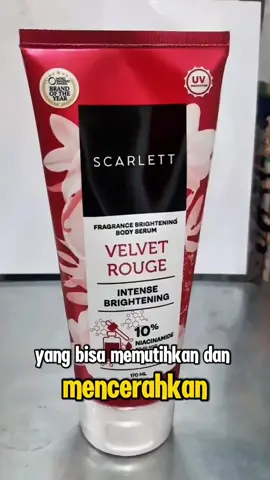 BRAND OF THE YEAR
UV
SCARLETT
FRAGRANCE BRIGHTENING
BODY SERUM
VELVET
ROUGE
INTENSE
BRIGHTENING
10%
NIACINAMIDE
yang bisa memutihkan dan
mencerahkan
170 ML